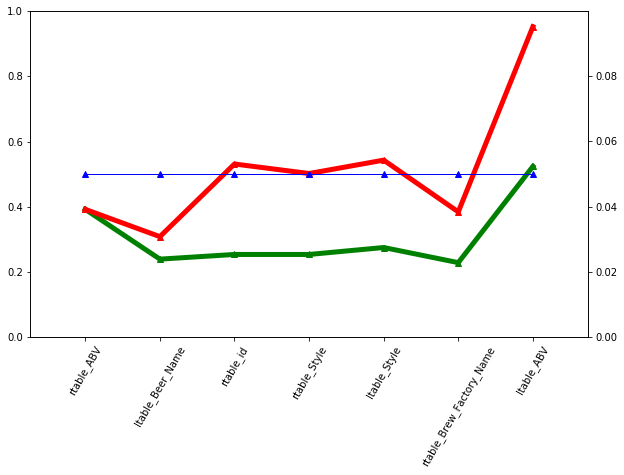 1.0
0.8
0.6
0.4
0.2
0.0
0.08
0.06
0.04
0.02
0.00
rtable_ABV
ltable_Beer_Name
rtable_id
rtable_Style
ltable_Style
rtable_Brew_Factory_Name
ltable_ABV